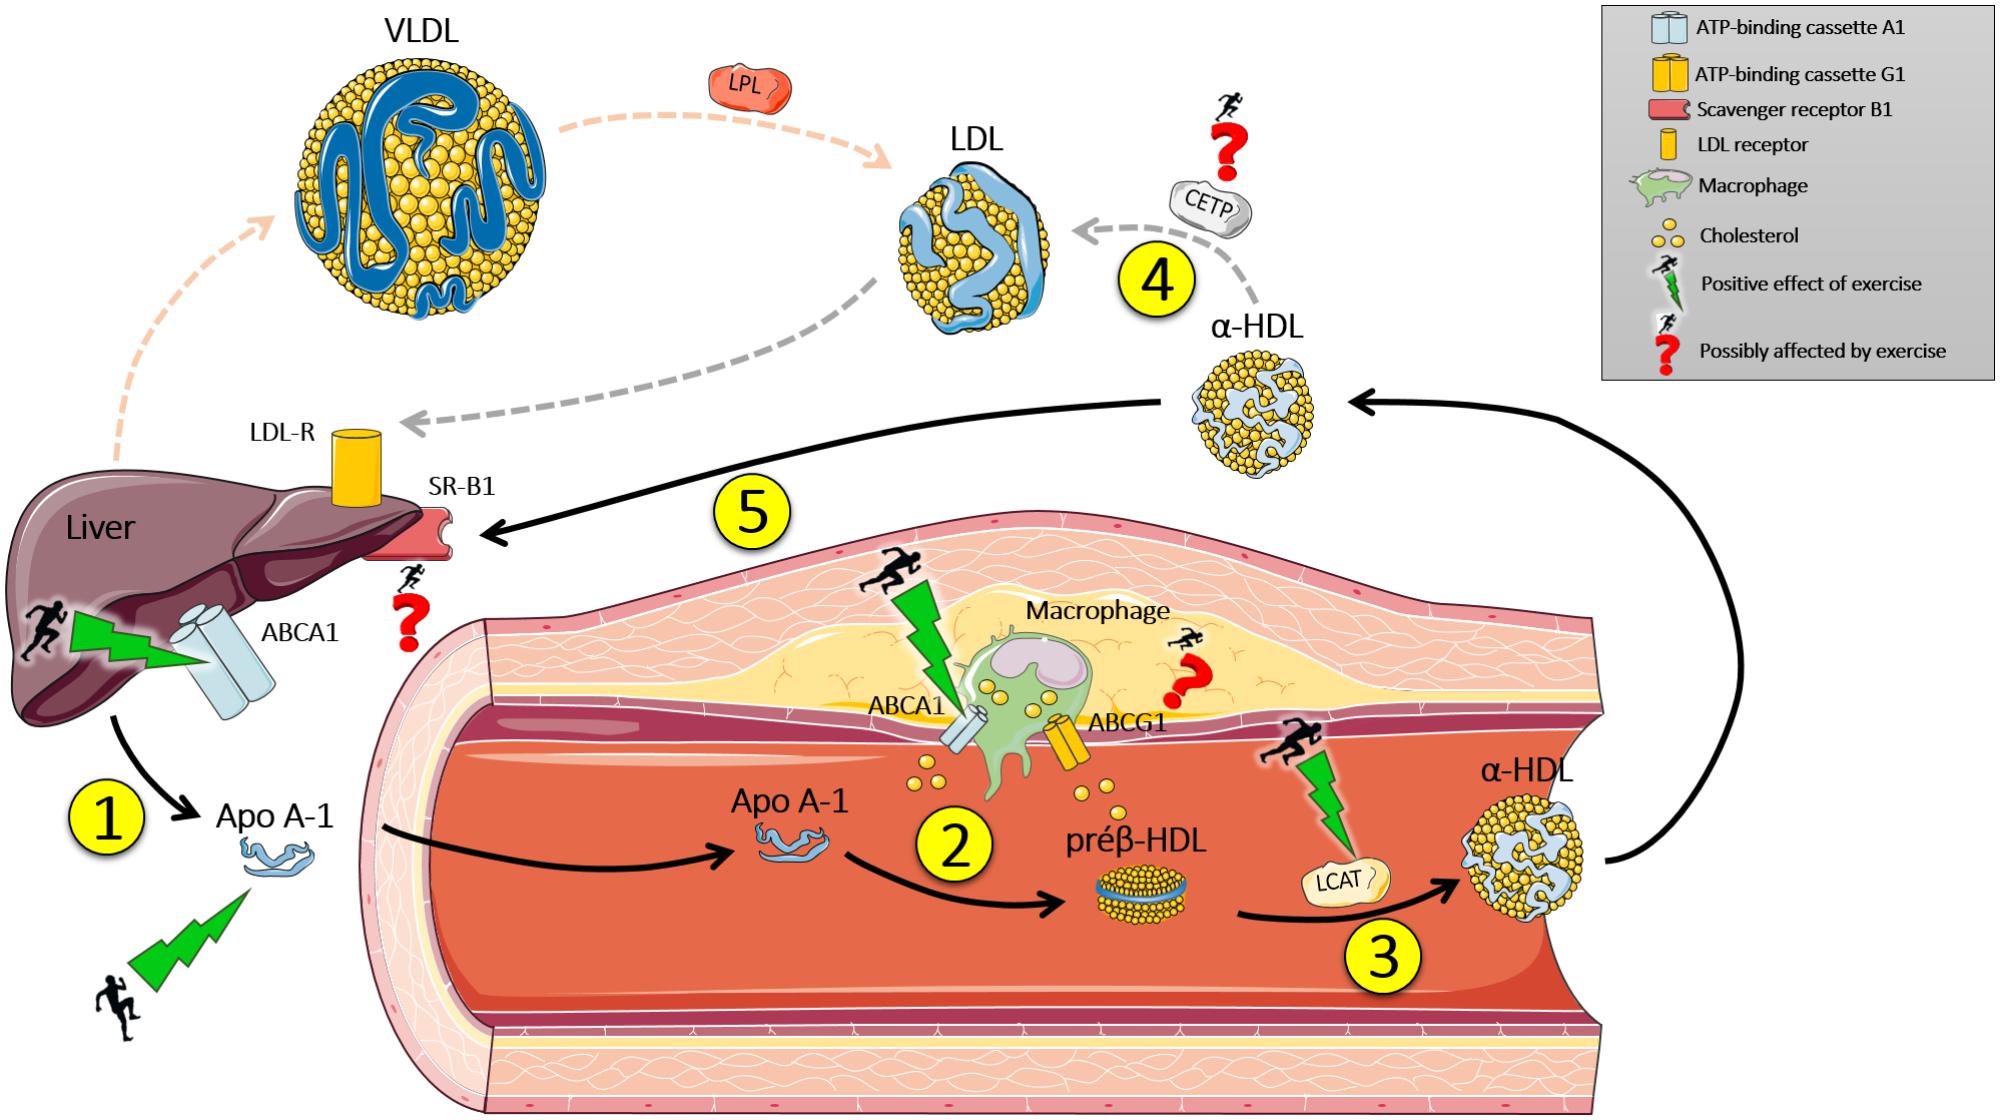 VLDL
LPL
LDL
CETP
4
α-HDL
ATP-binding cassette A1
ATP-binding cassette G1
Scavenger receptor B1
LDL receptor
Macrophage
Cholesterol
Positive effect of exercise
Possibly affected by exercise
LDL-R
SR-B1
Liver
ABCA1
5
1
Apo A-1
Macrophage
ABCA1
ABCG1
Apo A-1
2
préβ-HDL
LCAT
3
α-HDL